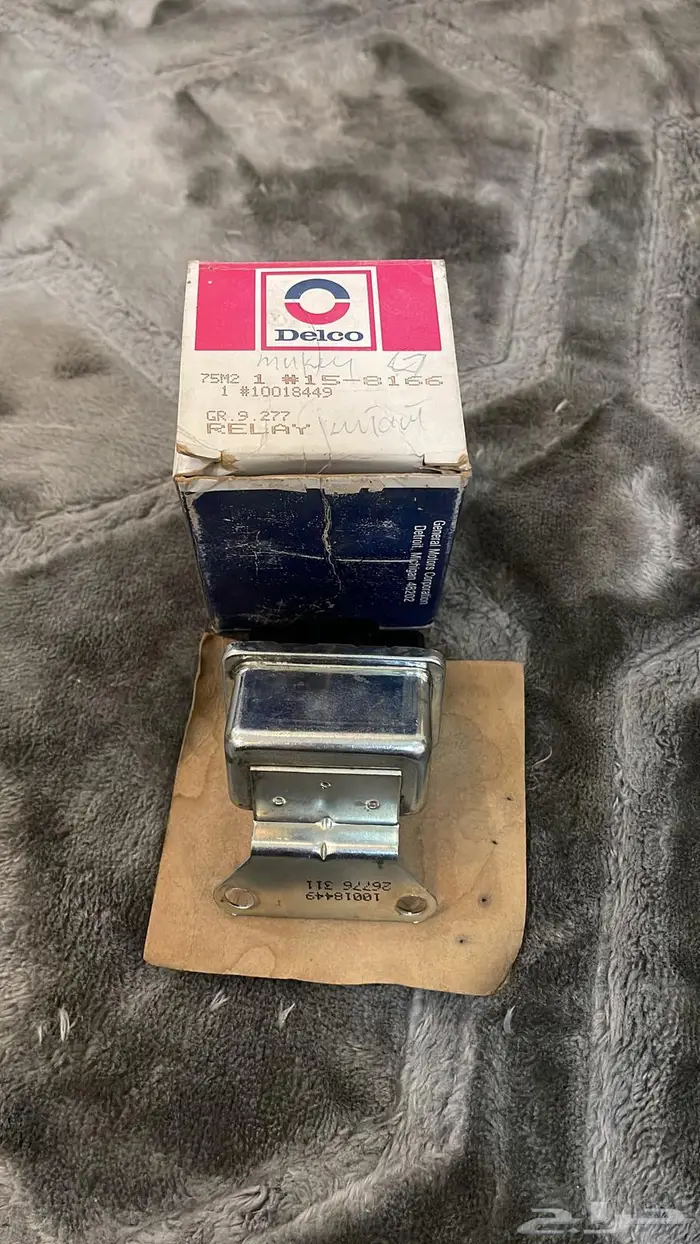 Delco
75M2 1 #15-8166
1 #10018449
GR.9.277
RELAY
General Motors Corporation
Detroit, Michigan 48202
10018449
26776 311
حراج